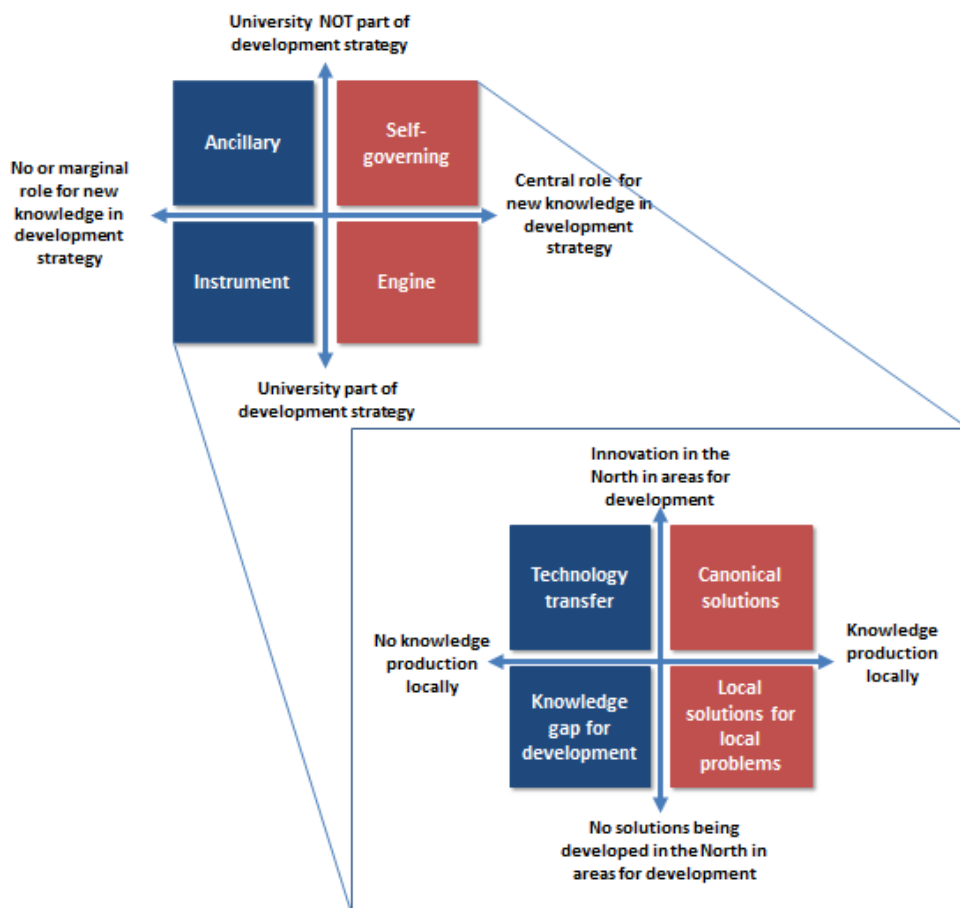 University NOT part of
development strategy
Ancillary
Self-
governing
No or marginal
role for new
knowledge in
development
strategy
Central role for
new knowledge in
development
strategy
Instrument
Engine
University part of
development strategy
Innovation in the
North in areas for
development
Technology
transfer
Canonical
solutions
No knowledge
production
locally
Knowledge
production
locally
Knowledge
gap for
development
Local
solutions for
local
problems
No solutions being
developed in the North in
areas for development